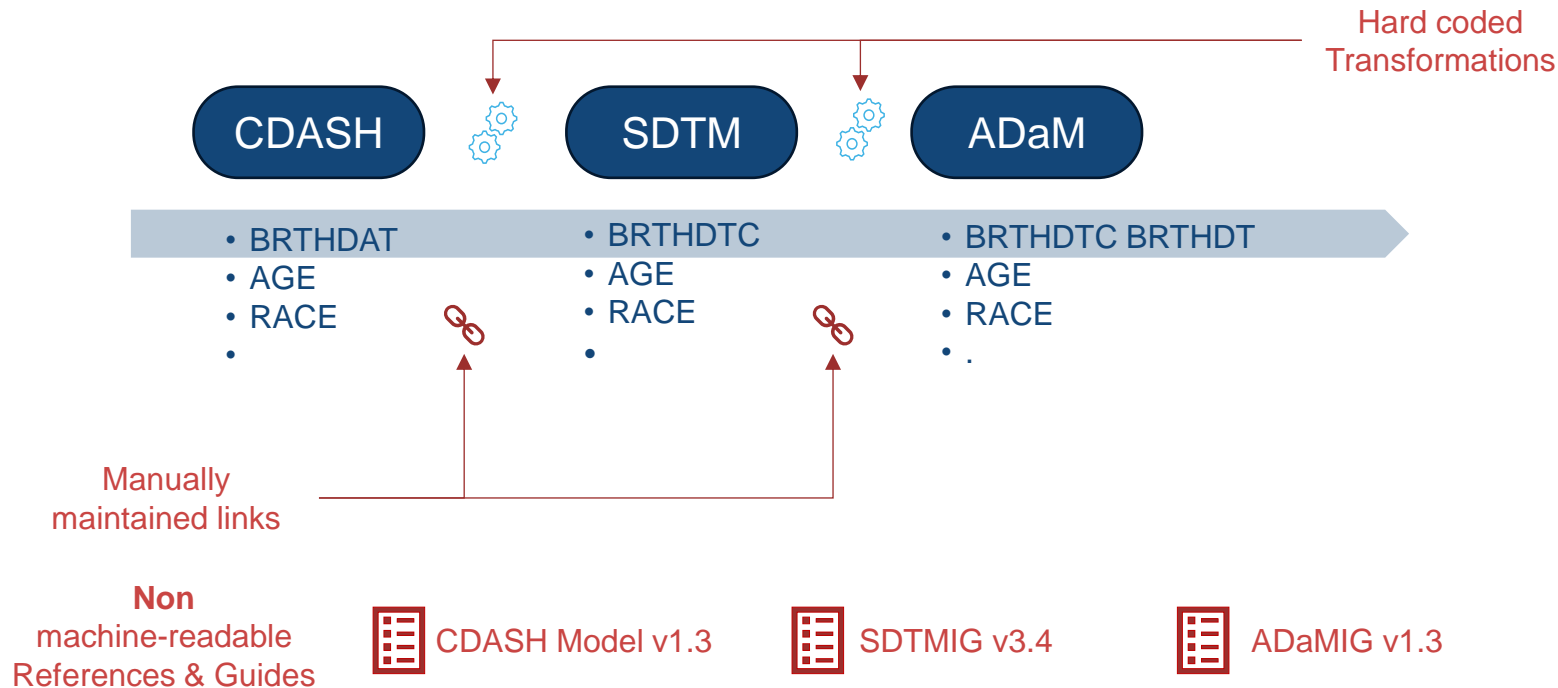 Hard coded
Transformations
CDASH
SDTM
ADaM
• BRTHDAT
• AGE
• RACE
•
• BRTHDTC
• AGE
• RACE
•
• BRTHDTC BRTHDT
• AGE
• RACE
• .
Manually
maintained links
Non
machine-readable
References & Guides
CDASH Model v1.3
SDTMIG v3.4
ADaMIG v1.3